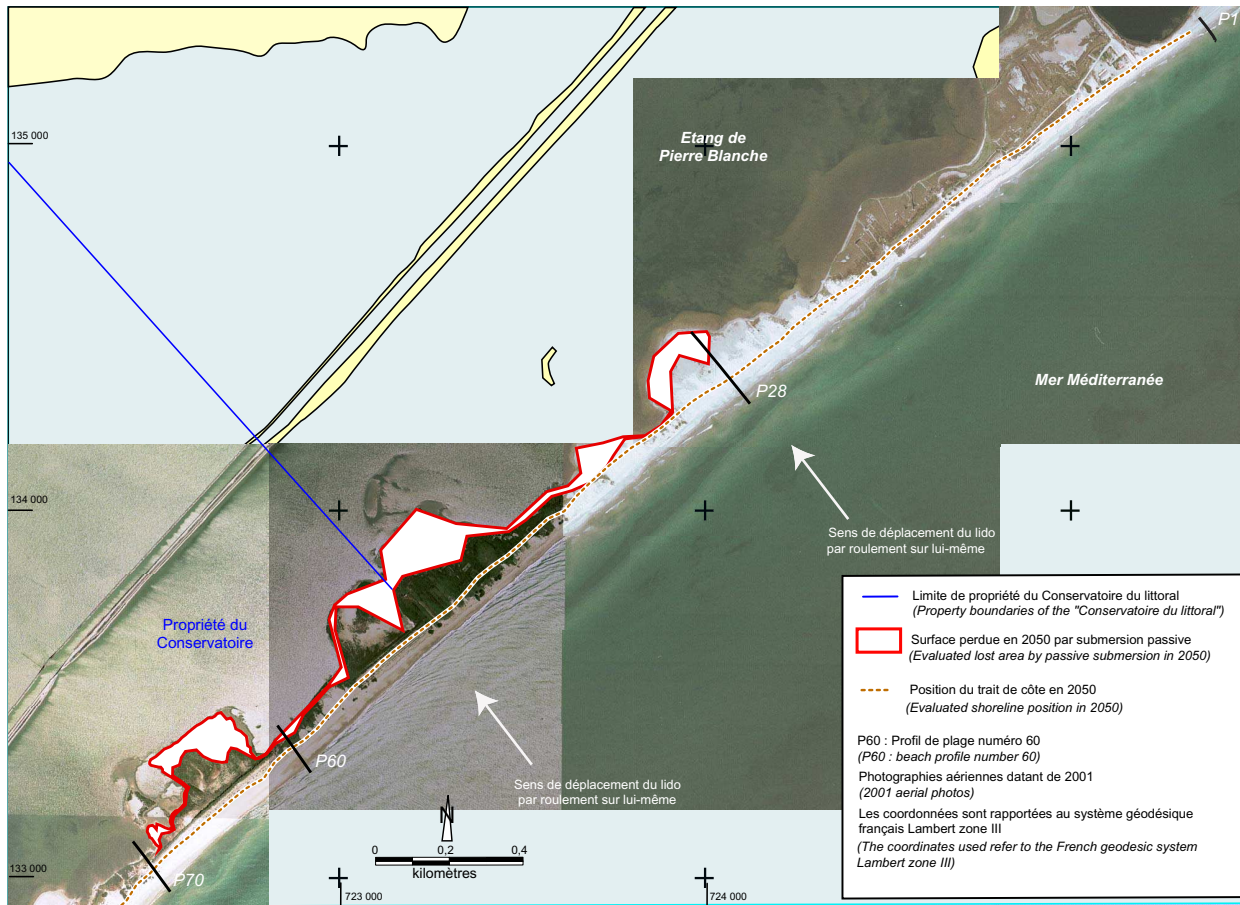 P1
135 000
Etang de
Pierre Blanche
Mer Méditerranée
P28
134 000
Sens de déplacement du lido
par roulement sur lui-même
Propriété du
Conservatoire
P60
Sens de déplacement du lido
par roulement sur lui-même
N
0 0,2 0,4
kilomètres
133 000
P70
723 000
724 000
Limite de propriété du Conservatoire du littoral
(Property boundaries of the "Conservatoire du littoral")
Surface perdue en 2050 par submersion passive
(Evaluated lost area by passive submersion in 2050)
Position du trait de côte en 2050
(Evaluated shoreline position in 2050)
P60 : Profil de plage numéro 60
(P60 : beach profile number 60)
Photographies aériennes datant de 2001
(2001 aerial photos)
Les coordonnées sont rapportées au système géodésique
français Lambert zone III
(The coordinates used refer to the French geodesic system
Lambert zone III)